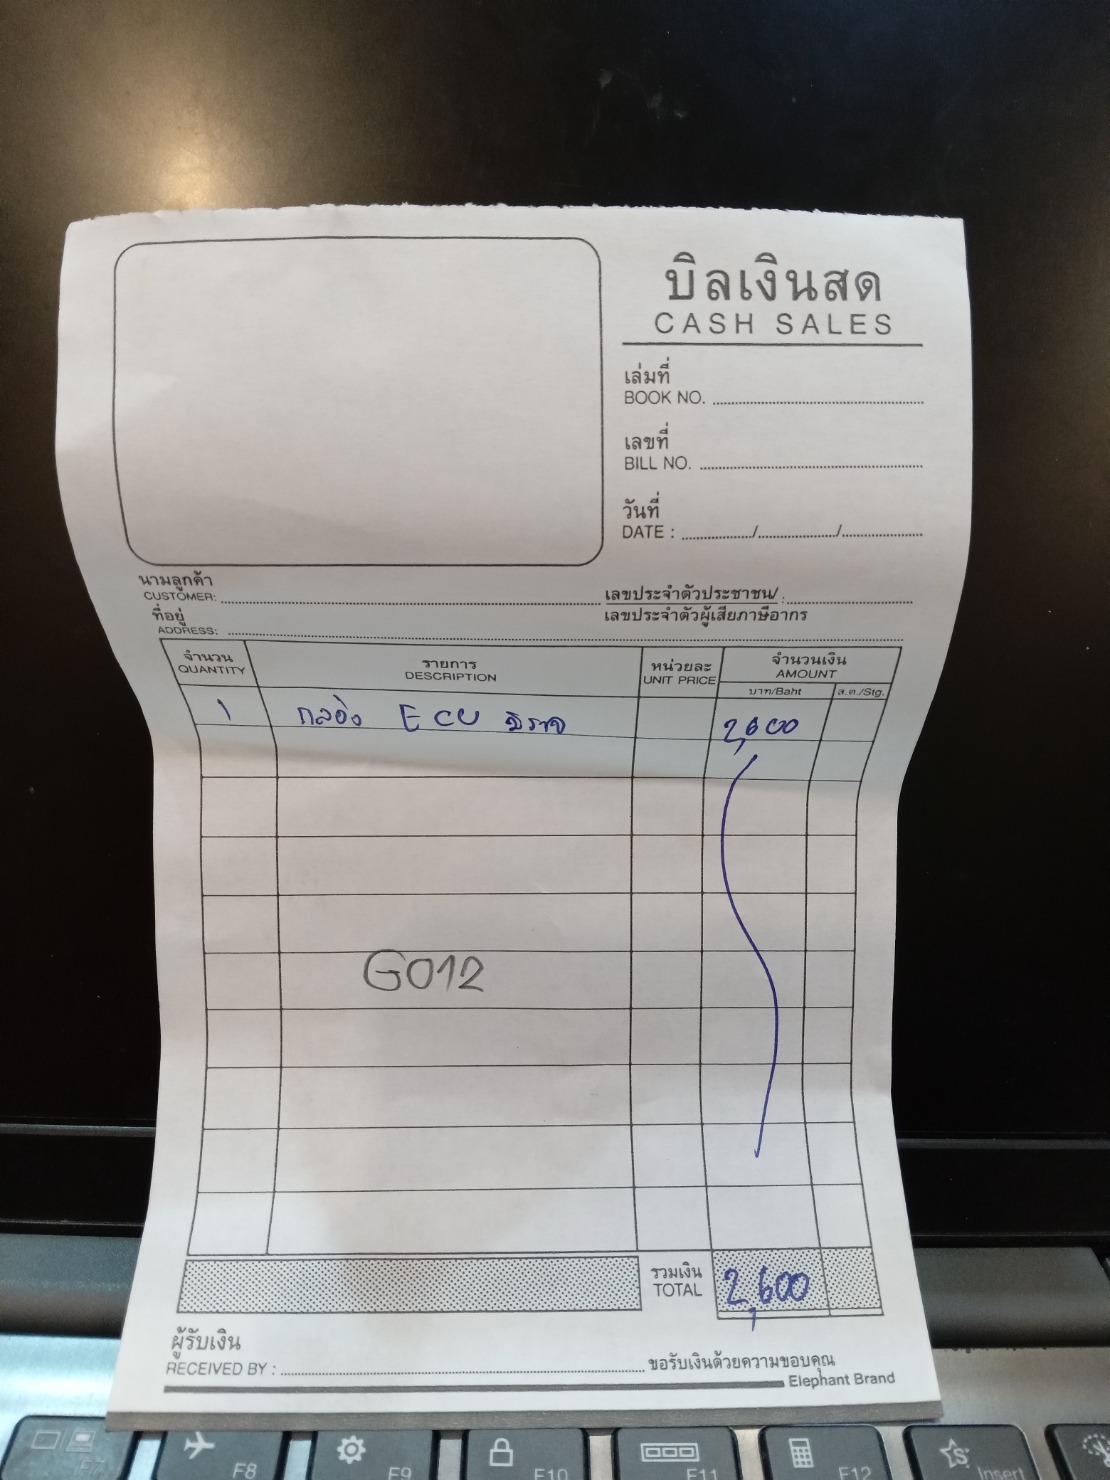 บิลเงินสด
CASH SALES
เล่มที่
BOOK NO.
เลขที่
BILL NO.
วันที่
DATE : / /
นามลูกค้า
CUSTOMER:
เลขประจำตัวประชาชน/ :
เลขประจำตัวผู้เสียภาษีอากร
ที่อยู่
ADDRESS:
จำนวน รายการ หน่วยละ จำนวนเงิน
QUANTITY DESCRIPTION UNIT PRICE AMOUNT
บาท/Baht ส.ต./Stg.
1 กล่อง ECU 2,600
G012
รวมเงิน
TOTAL 2,600
ผู้รับเงิน
RECEIVED BY : ขอรับเงินด้วยความขอบคุณ
Elephant Brand
F8 F9 F10 F11 F12 Insert